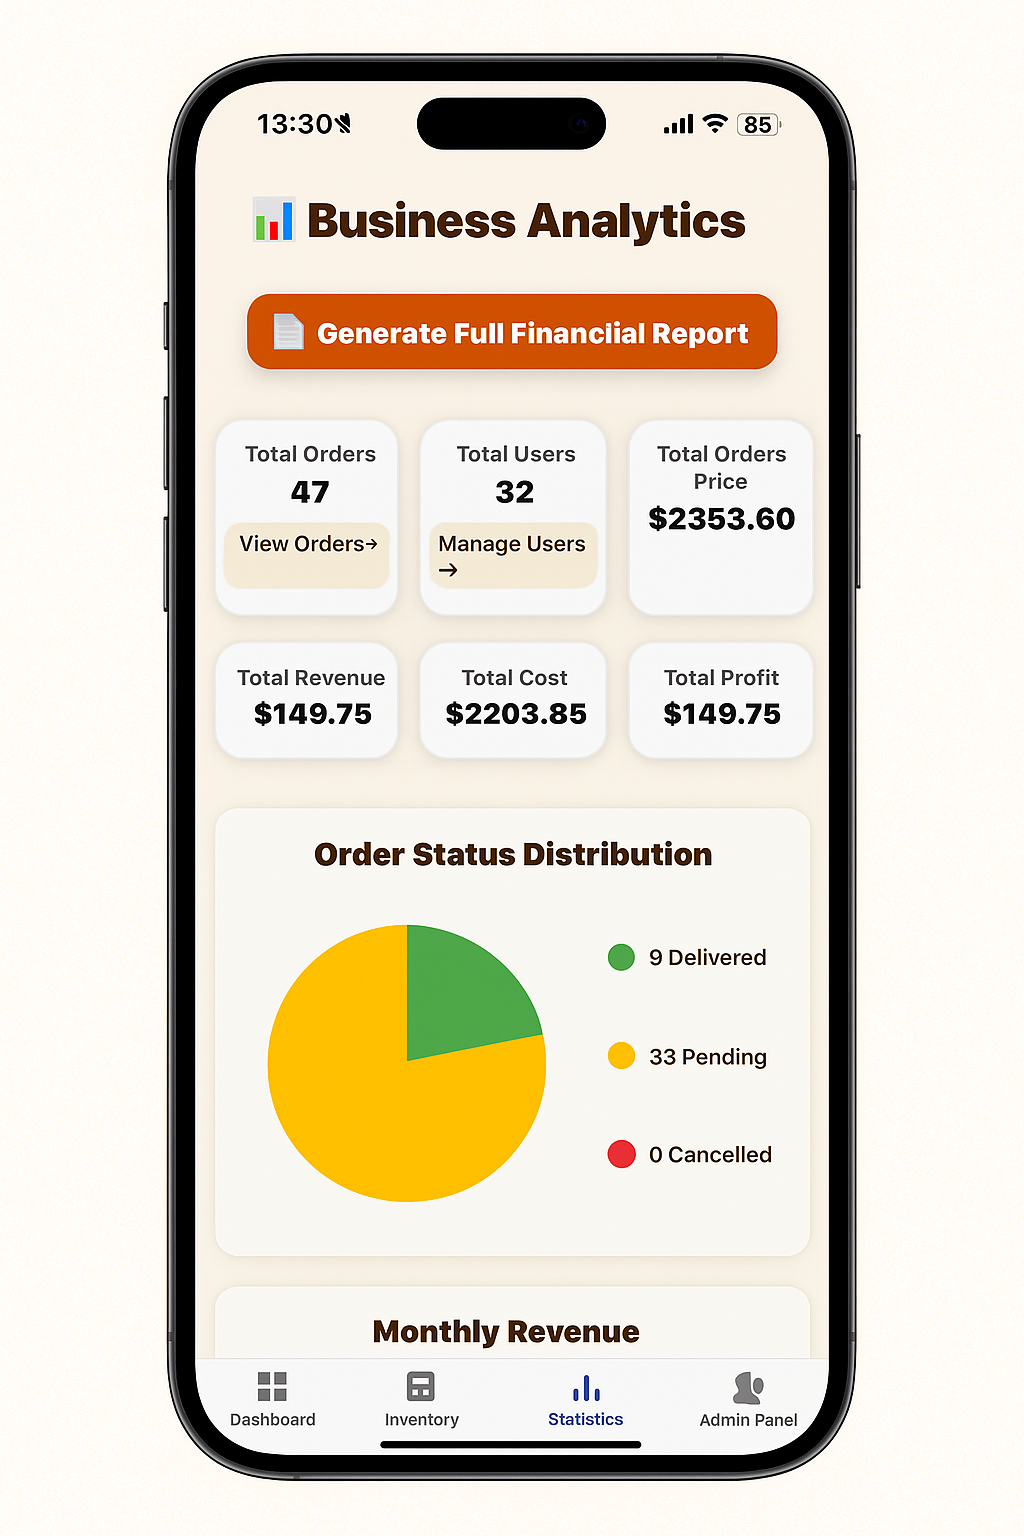 13:30
85
Business Analytics
Generate Full Financlial Report
Total Orders
47
View Orders→
Total Users
32
Manage Users
→
Total Orders
Price
$2353.60
Total Revenue
$149.75
Total Cost
$2203.85
Total Profit
$149.75
Order Status Distribution
9 Delivered
33 Pending
0 Cancelled
Monthly Revenue
Dashboard
Inventory
Statistics
Admin Panel